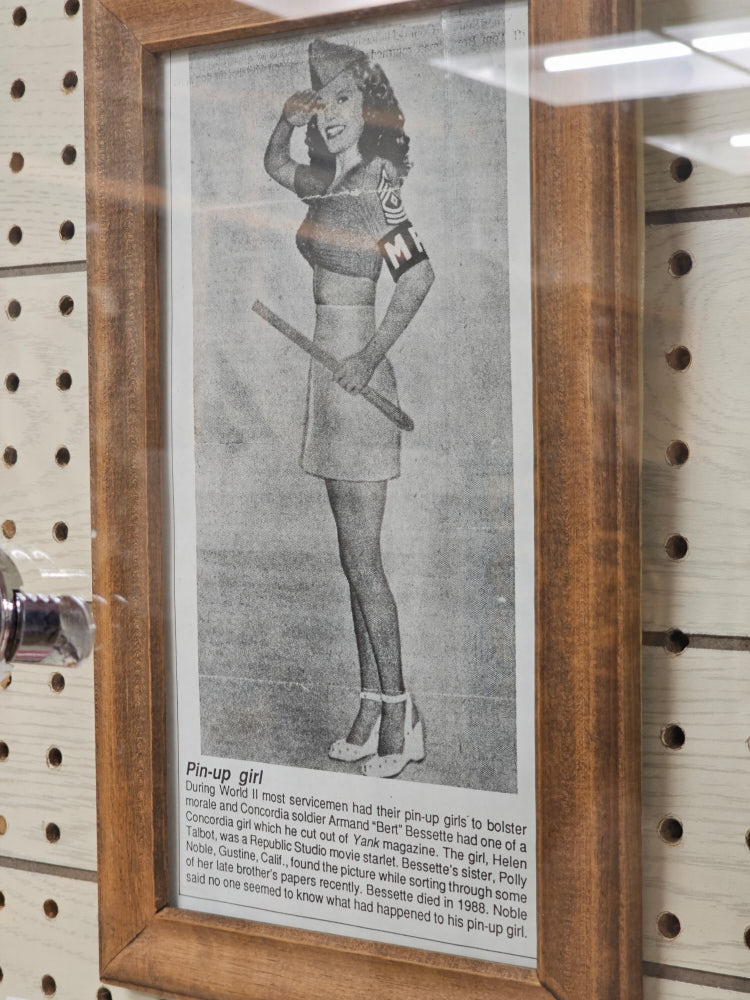 MP
Pin-up girl
During World II most servicemen had their pin-up girls to bolster
morale and Concordia soldier Armand "Bert" Bessette had one of a
Concordia girl which he cut out of Yank magazine. The girl, Helen
Talbot, was a Republic Studio movie starlet. Bessette's sister, Polly
Noble, Gustine, Calif., found the picture while sorting through some
of her late brother's papers recently. Bessette died in 1988. Noble
said no one seemed to know what had happened to his pin-up girl.